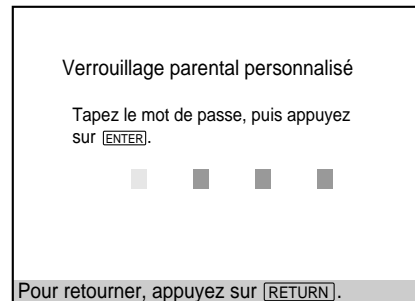 Verrouillage parental personnalisé
Tapez le mot de passe, puis appuyez
sur ENTER.
Pour retourner, appuyez sur RETURN.